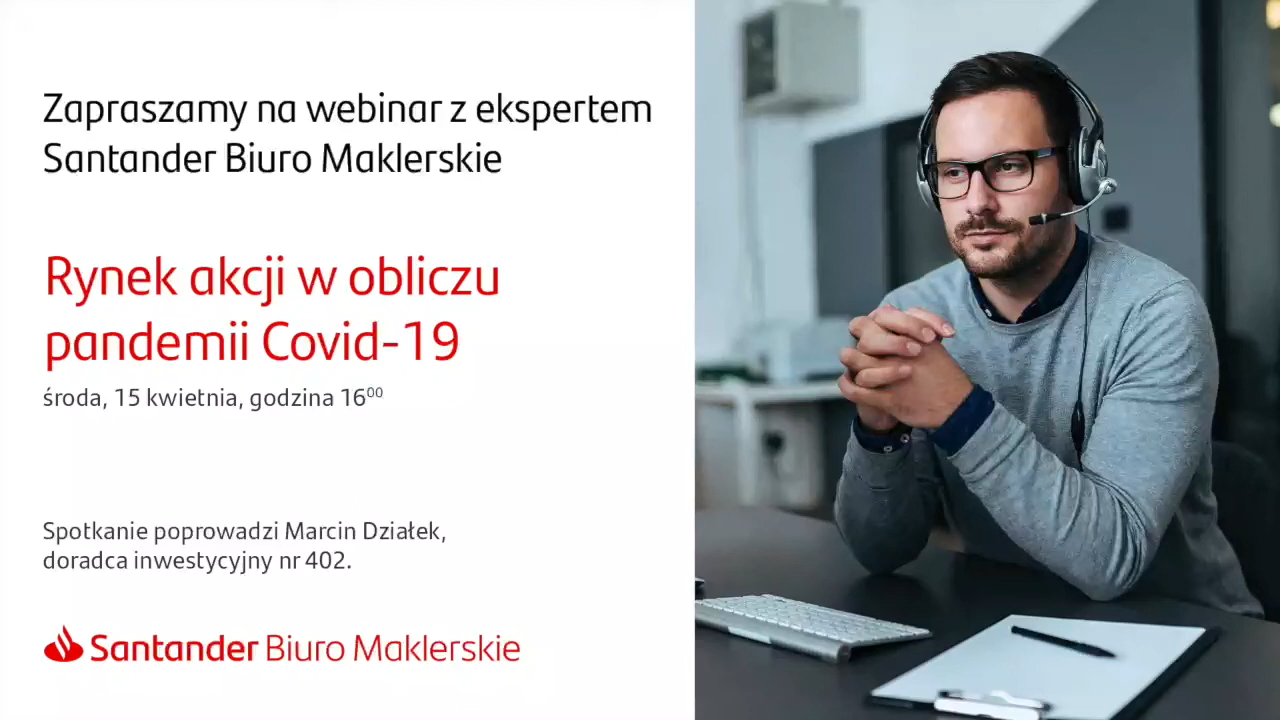 Zapraszamy na webinar z ekspertem
Santander Biuro Maklerskie
Rynek akcji w obliczu
pandemii Covid-19
środa, 15 kwietnia, godzina 16⁰⁰
Spotkanie poprowadzi Marcin Działek,
doradca inwestycyjny nr 402.
Santander Biuro Maklerskie